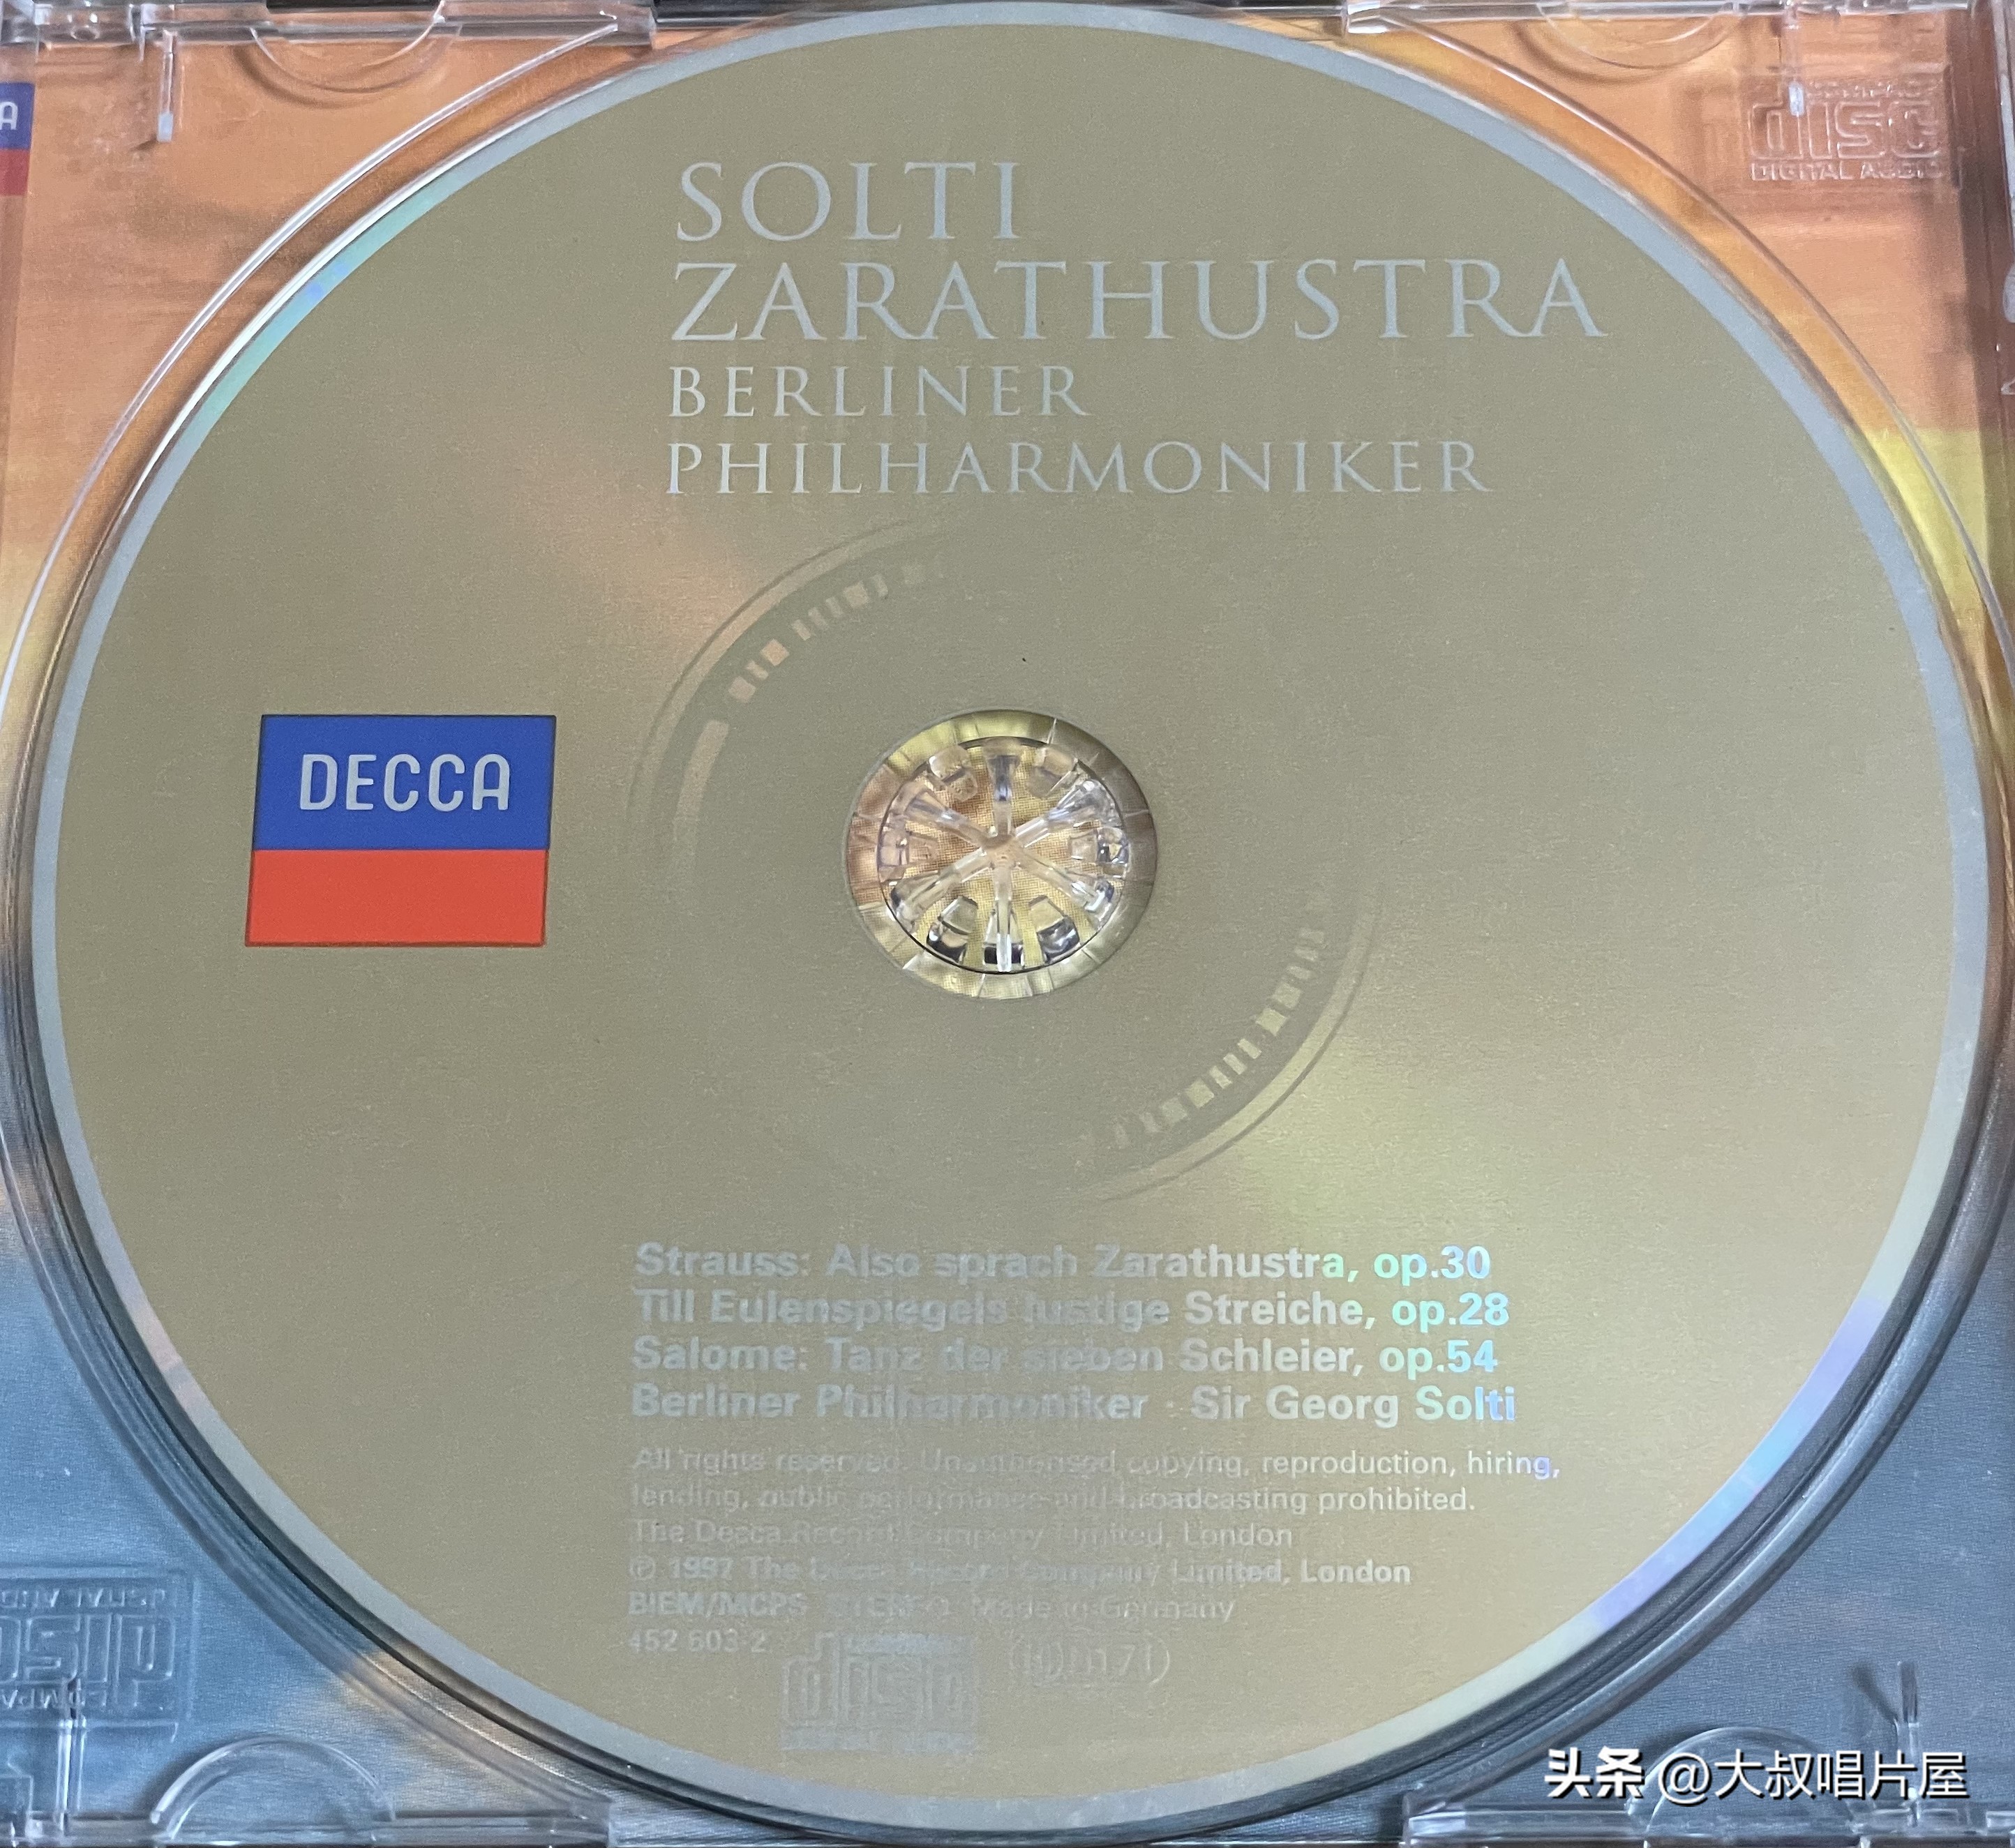 SOLTI
ZARATHUSTRA
BERLINER
PHILHARMONIKER
DECCA
Strauss: Also sprach Zarathustra, op.30
Till Eulenspiegels lustige Streiche, op.28
Salome: Tanz der sieben Schleier, op.54
Berliner Philharmoniker · Sir Georg Solti
All rights reserved. Unauthorised copying, reproduction, hiring,
lending, public performance and broadcasting prohibited.
The Decca Record Company Limited, London
℗ 1997 The Decca Record Company Limited, London
BIEM/MCPS STEREO Made in Germany
452 603-2
disc
disc
DIGITAL AUDIO
头条 @大叔唱片屋